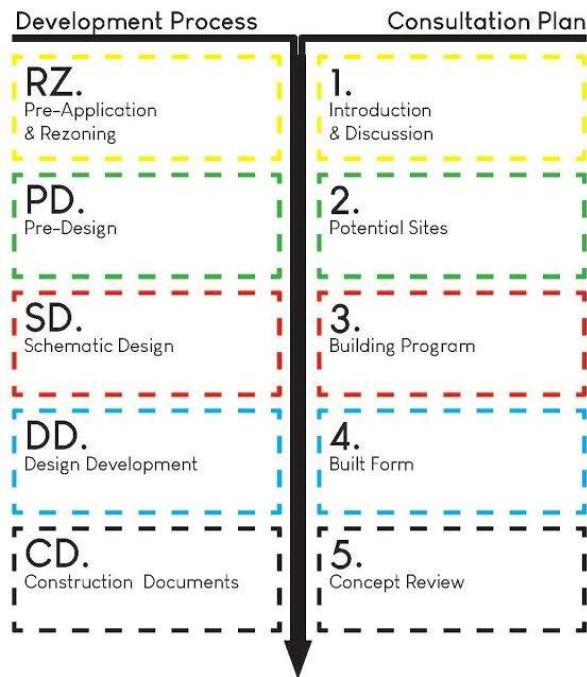 Development Process
Consultation Plan
RZ.
Pre-Application
& Rezoning
1.
Introduction
& Discussion
PD.
Pre-Design
2.
Potential Sites
SD.
Schematic Design
3.
Building Program
DD.
Design Development
4.
Built Form
CD.
Construction Documents
5.
Concept Review